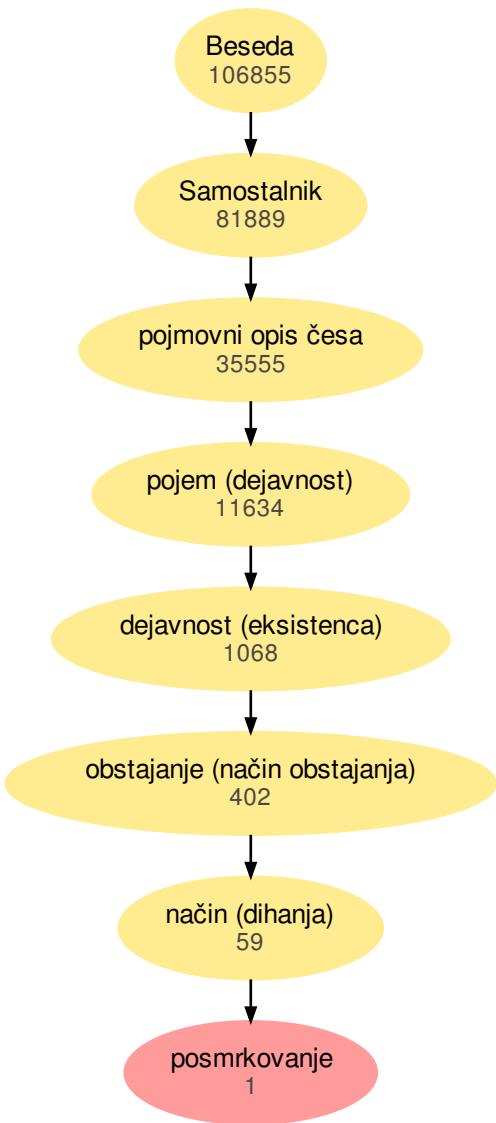 Beseda
106855
Samostalnik
81889
pojmovni opis česa
35555
pojem (dejavnost)
11634
dejavnost (eksistenca)
1068
obstajanje (način obstajanja)
402
način (dihanja)
59
posmrkovanje
1